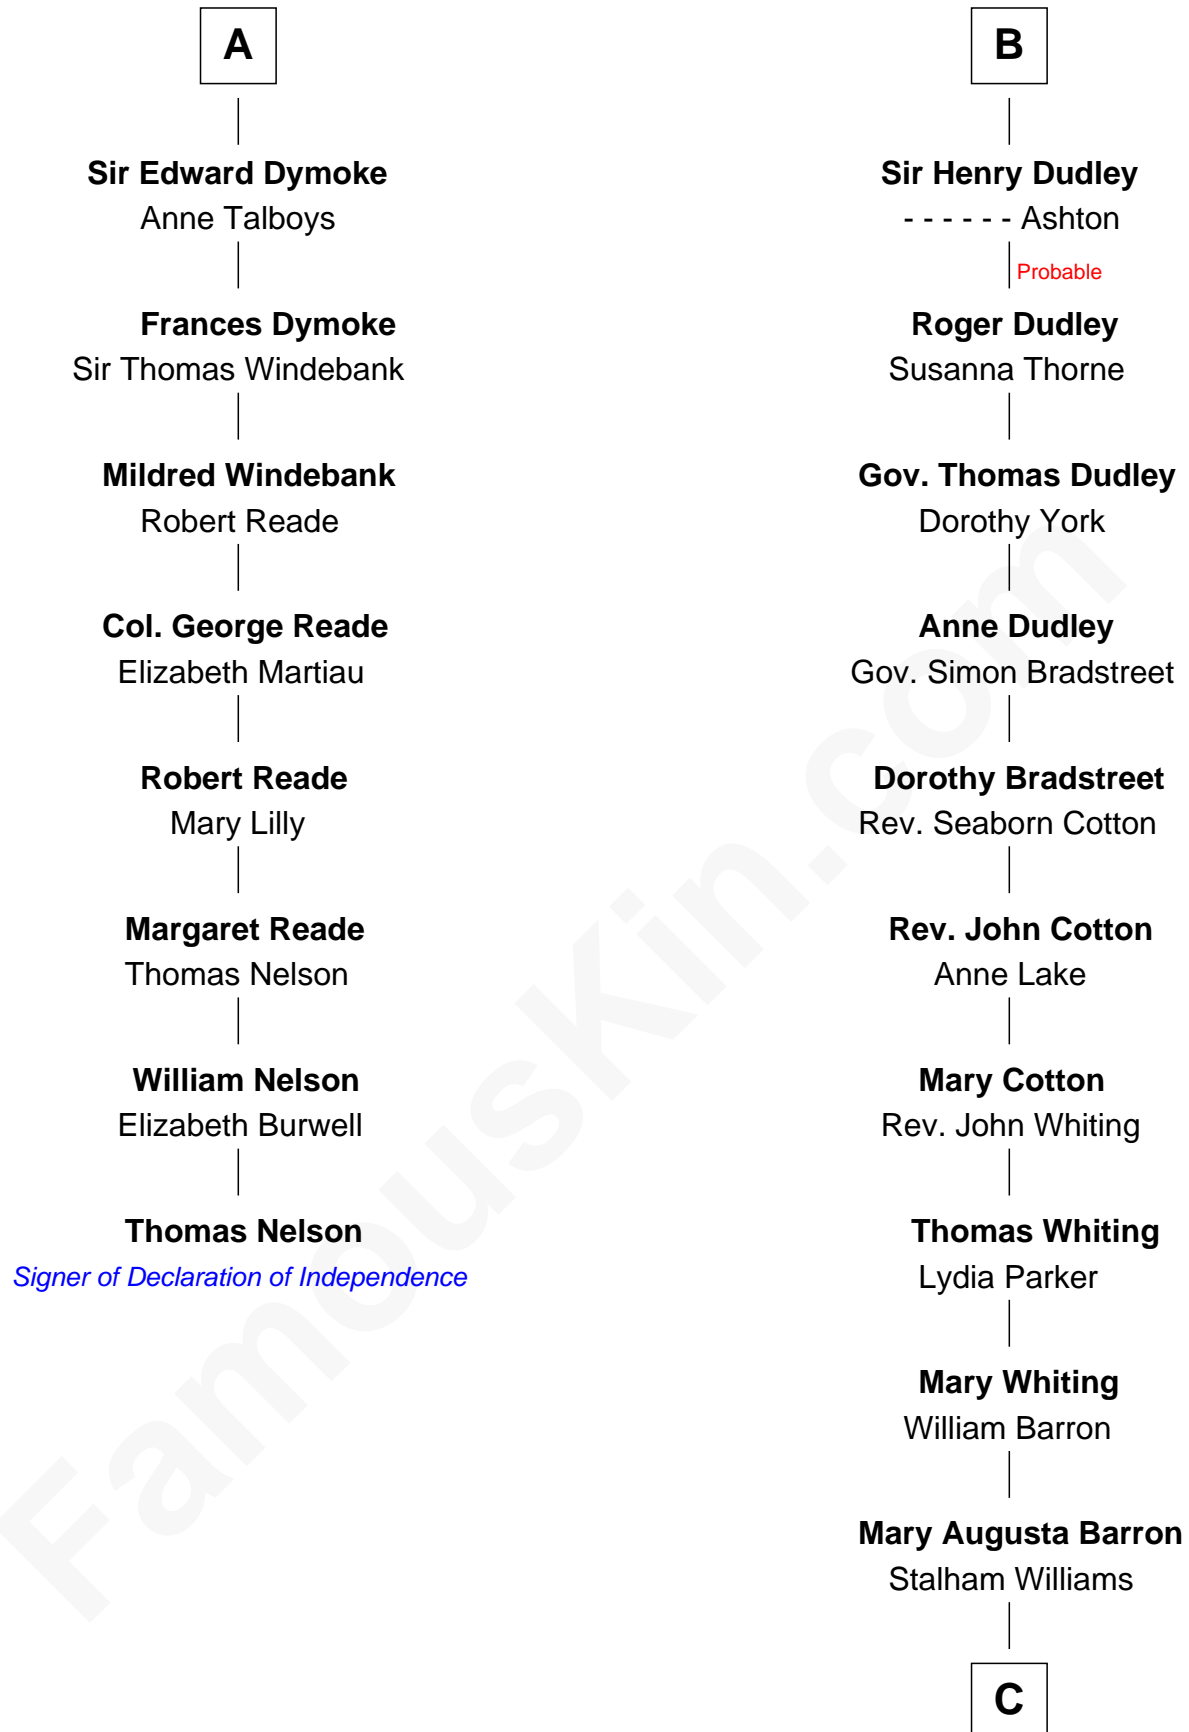 A
Sir Edward Dymoke
Anne Talboys
Frances Dymoke
Sir Thomas Windebank
Mildred Windebank
Robert Reade
Col. George Reade
Elizabeth Martiau
Robert Reade
Mary Lilly
Margaret Reade
Thomas Nelson
William Nelson
Elizabeth Burwell
Thomas Nelson
Signer of Declaration of Independence
B
Sir Henry Dudley
- - - - - - Ashton
Probable
Roger Dudley
Susanna Thorne
Gov. Thomas Dudley
Dorothy York
Anne Dudley
Gov. Simon Bradstreet
Dorothy Bradstreet
Rev. Seaborn Cotton
Rev. John Cotton
Anne Lake
Mary Cotton
Rev. John Whiting
Thomas Whiting
Lydia Parker
Mary Whiting
William Barron
Mary Augusta Barron
Stalham Williams
C
FamousKin.com